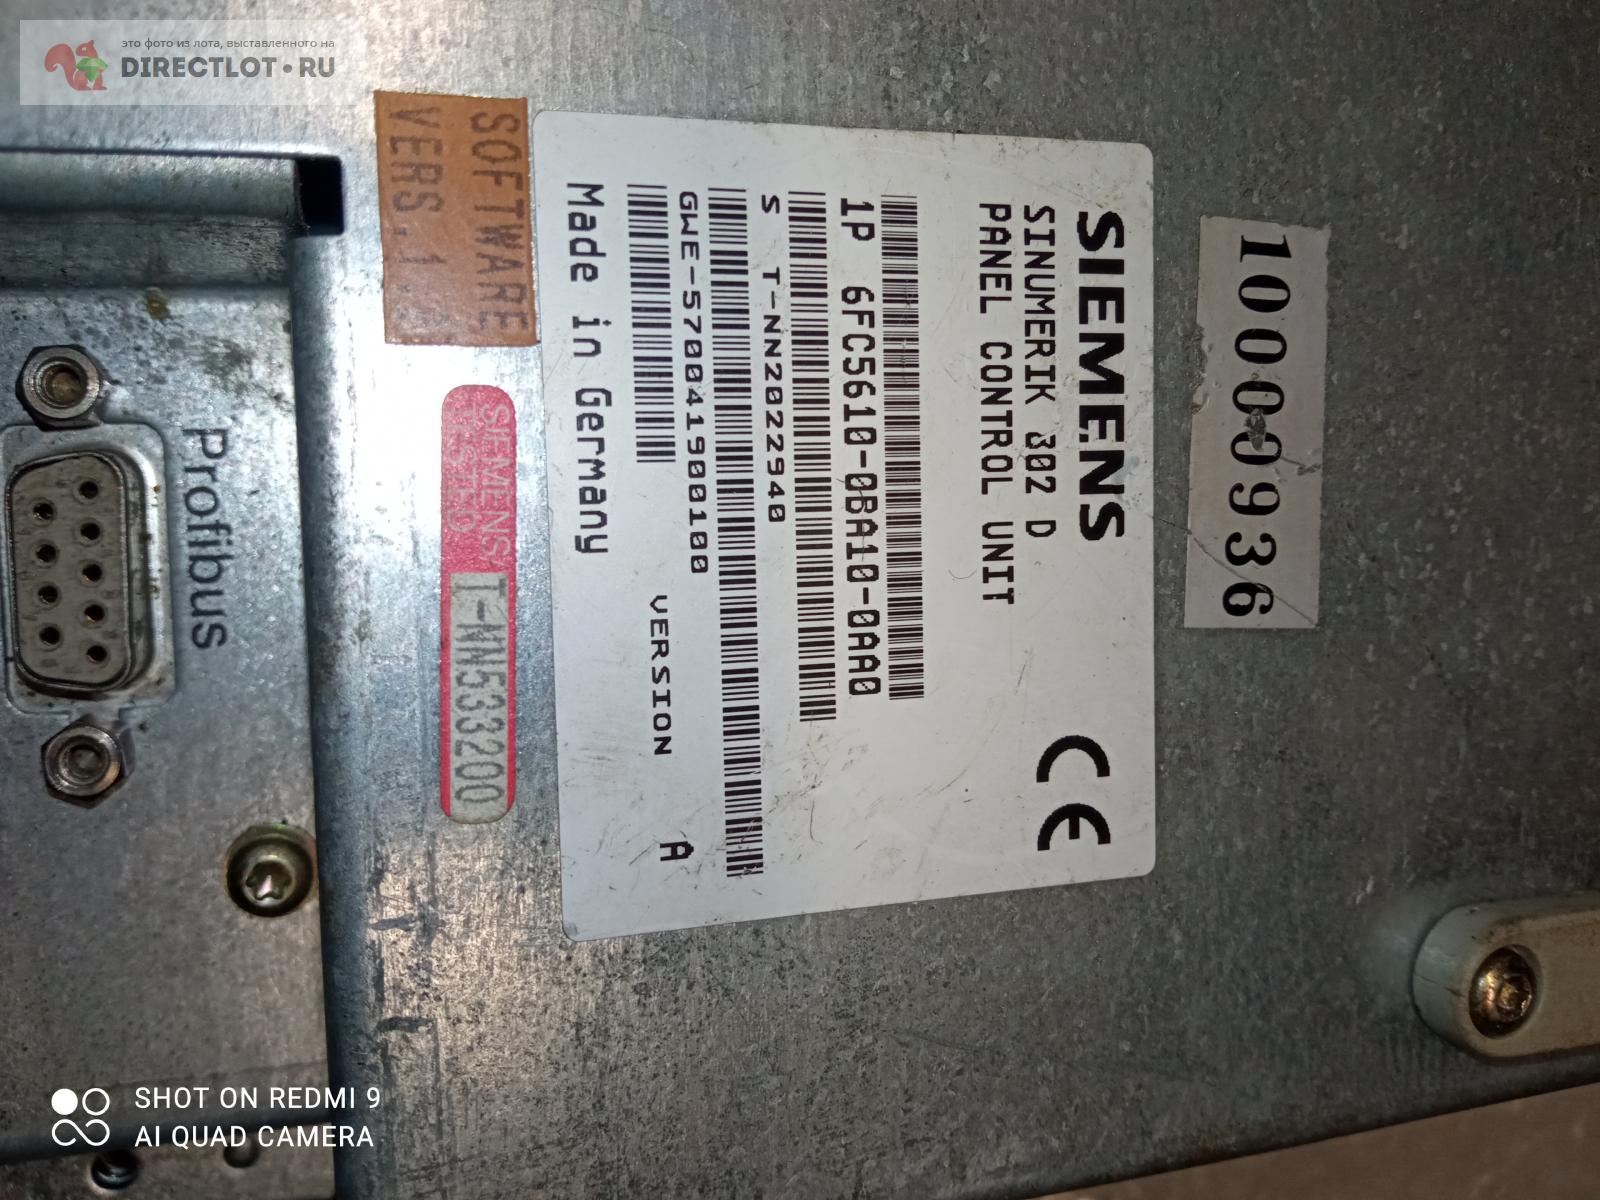 это фото из лота, выставленного на
DIRECTLOT.RU
1000936
SIEMENS
SINUMERIK 802 D
PANEL CONTROL UNIT
1P 6FC5610-0BA10-0AA0
S T-NN2022940
GWE-570041900100
VERSION A
Made in Germany
SOFTWARE
VERS.1.
SIEMENS
TESTED
T-NN533200
Profibus
SHOT ON REDMI 9
AI QUAD CAMERA